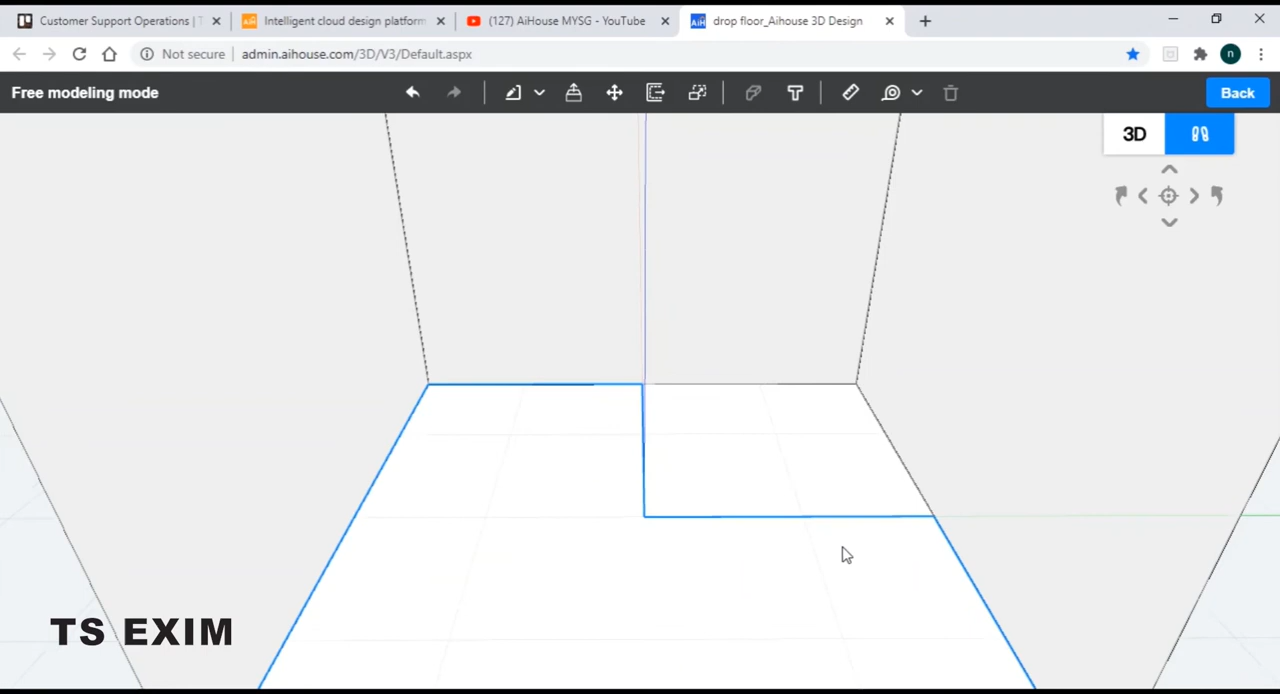 Customer Support Operations | T
Intelligent cloud design platform
(127) AiHouse MYSG - YouTube
drop floor_Aihouse 3D Design
Not secure
admin.aihouse.com/3D/V3/Default.aspx
n
Free modeling mode
Back
3D
TS EXIM